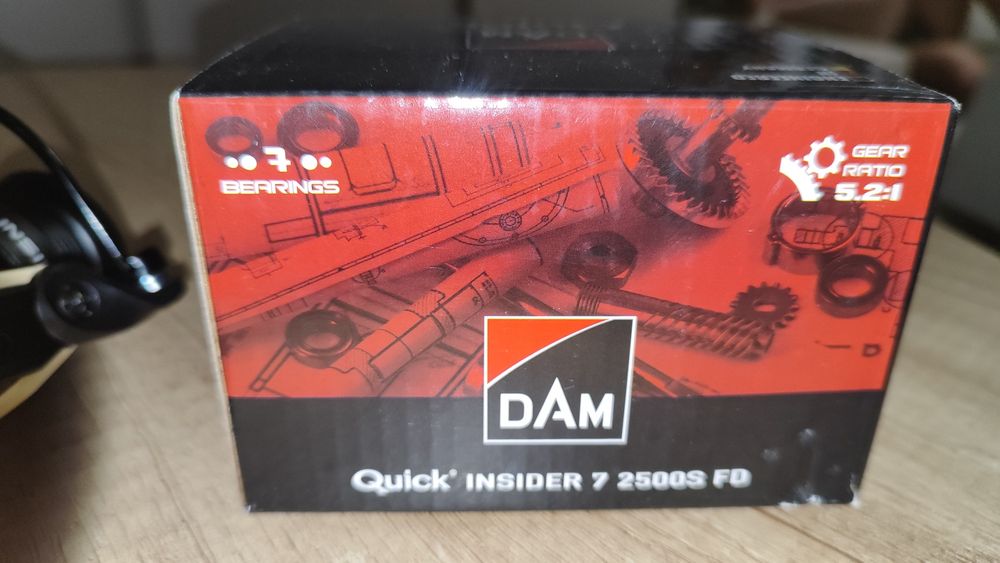 7
BEARINGS
GEAR
RATIO
5.2:1
DAM
Quick® INSIDER 7 2500S FD